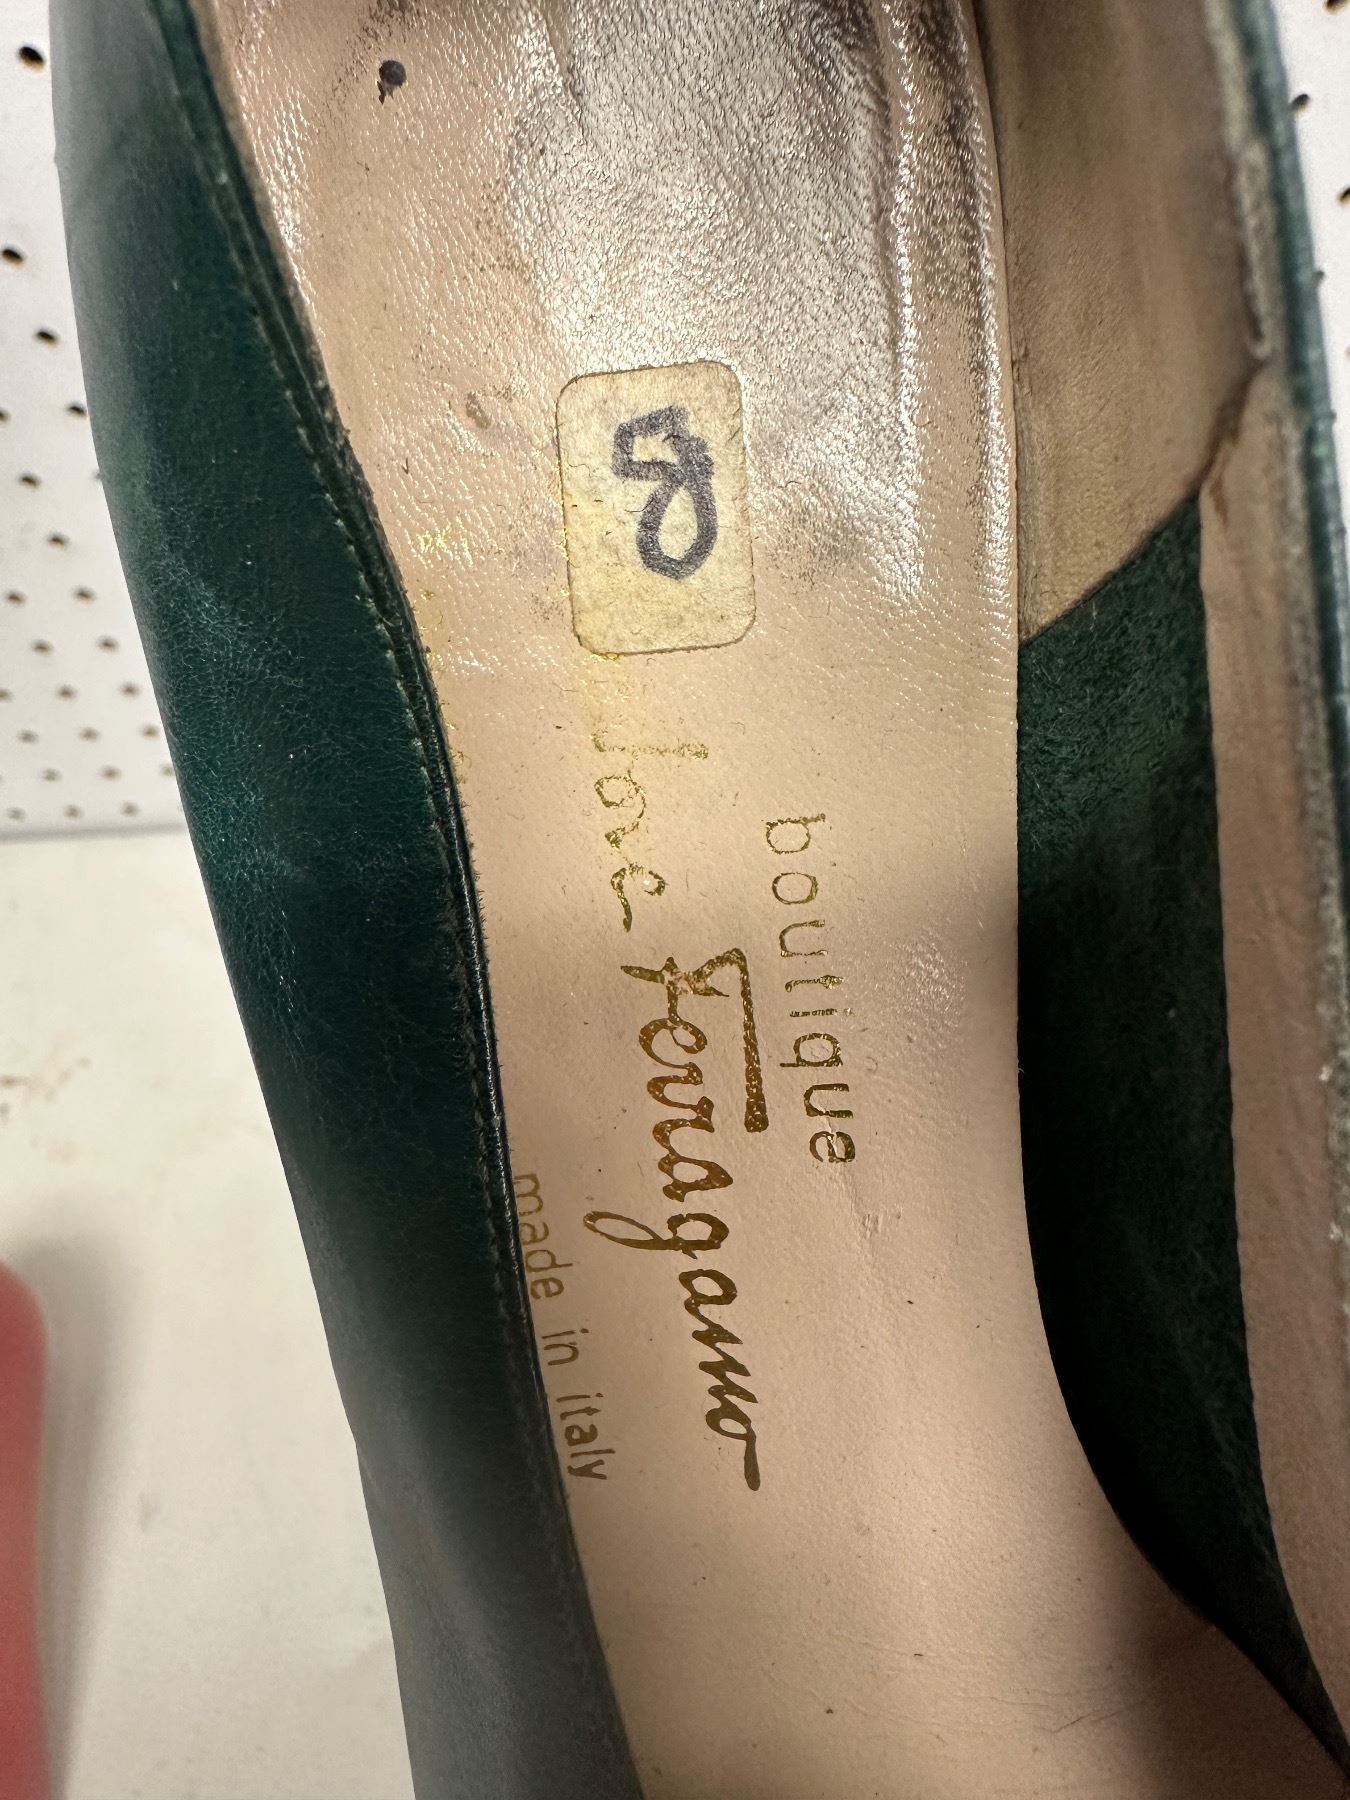 8
boutique
Ferragamo
made in italy